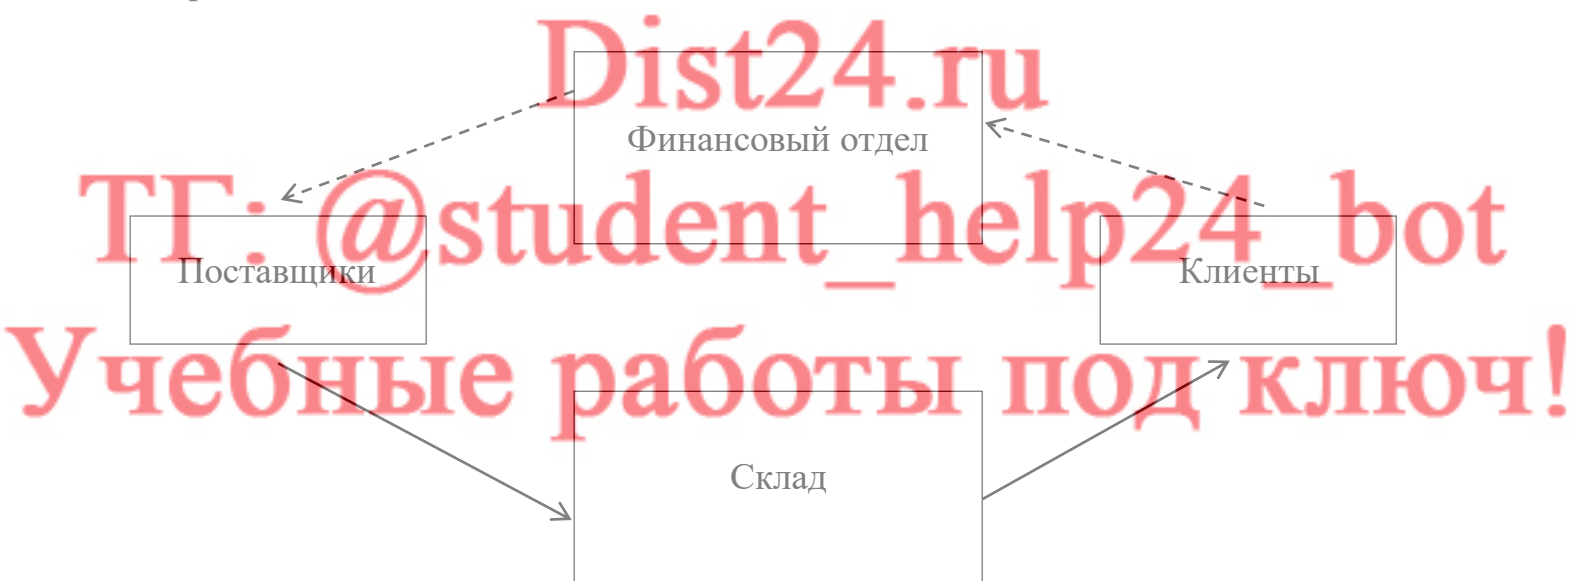 Dist24.ru
Финансовый отдел
ТГ: @student_help24_bot
Поставщики
Клиенты
Учебные работы под ключ!
Склад